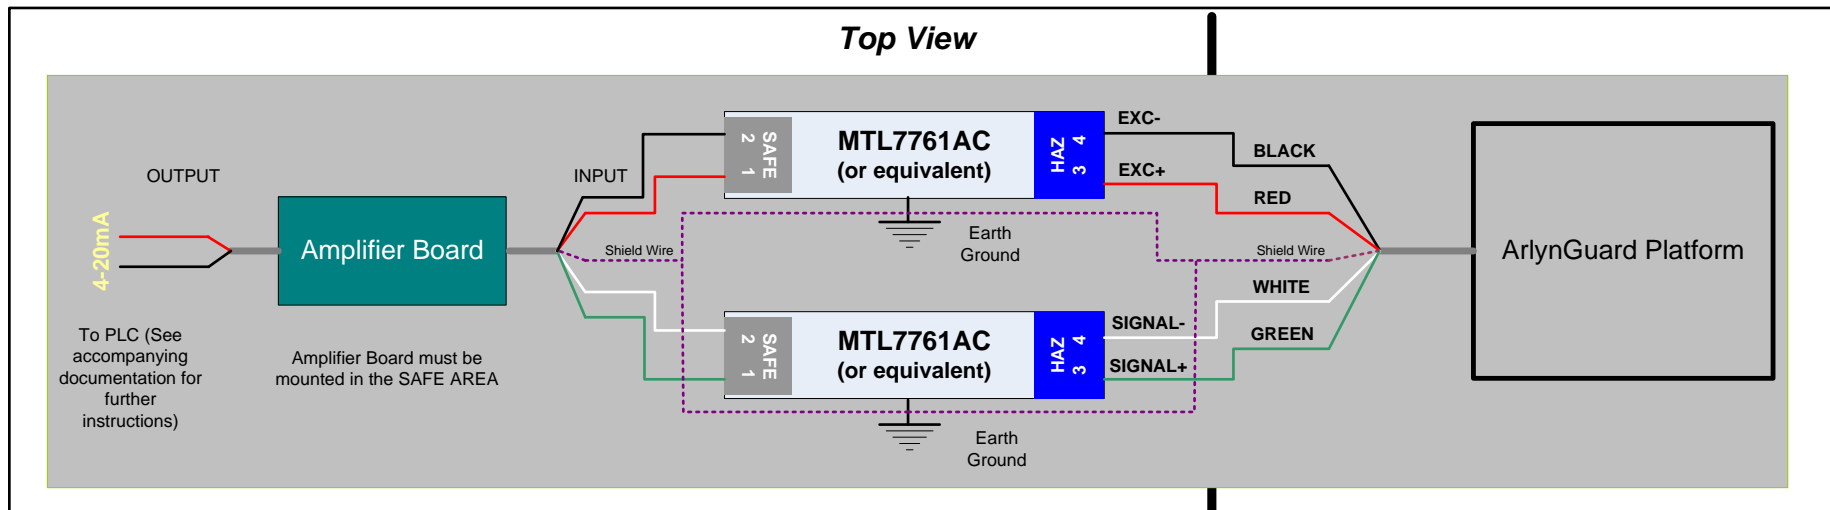 Top View
OUTPUT
4-20mA
To PLC (See
accompanying
documentation for
further
instructions)
Amplifier Board
Amplifier Board must be
mounted in the SAFE AREA
INPUT
Shield Wire
SAFE
2 1
MTL7761AC
(or equivalent)
HAZ
3 4
Earth
Ground
EXC-
EXC+
BLACK
RED
Shield Wire
WHITE
GREEN
SAFE
2 1
MTL7761AC
(or equivalent)
HAZ
3 4
Earth
Ground
SIGNAL-
SIGNAL+
ArlynGuard Platform